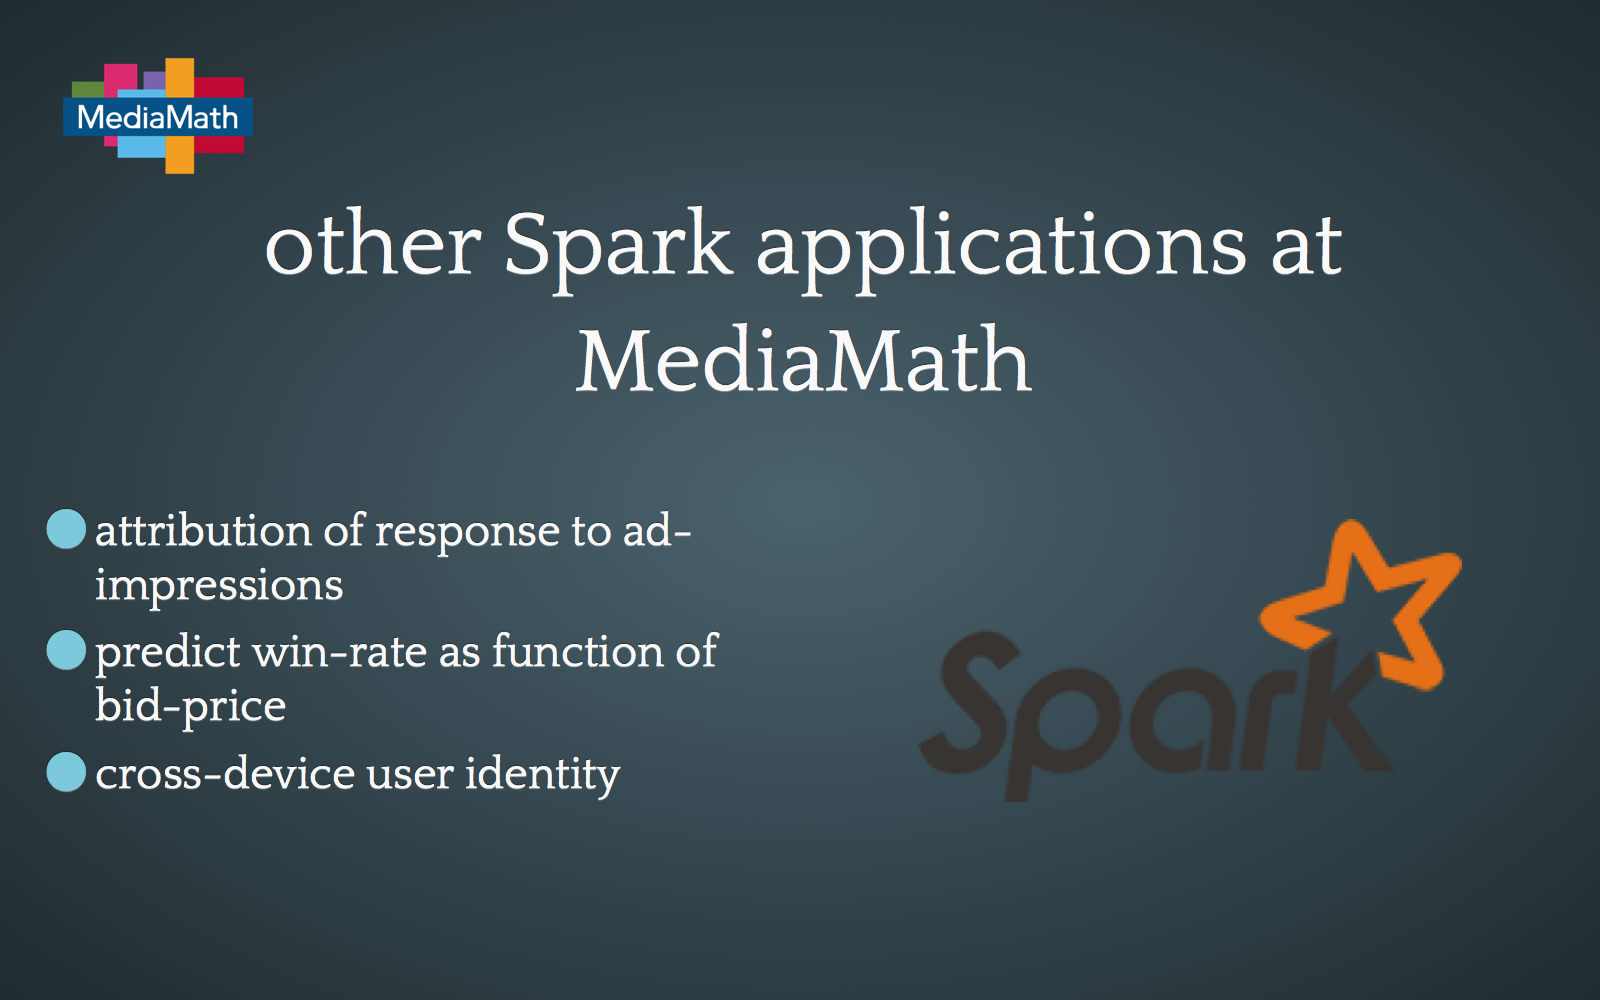 MediaMath
other Spark applications at
MediaMath
attribution of response to ad-
impressions
predict win-rate as function of
bid-price
cross-device user identity
Spark